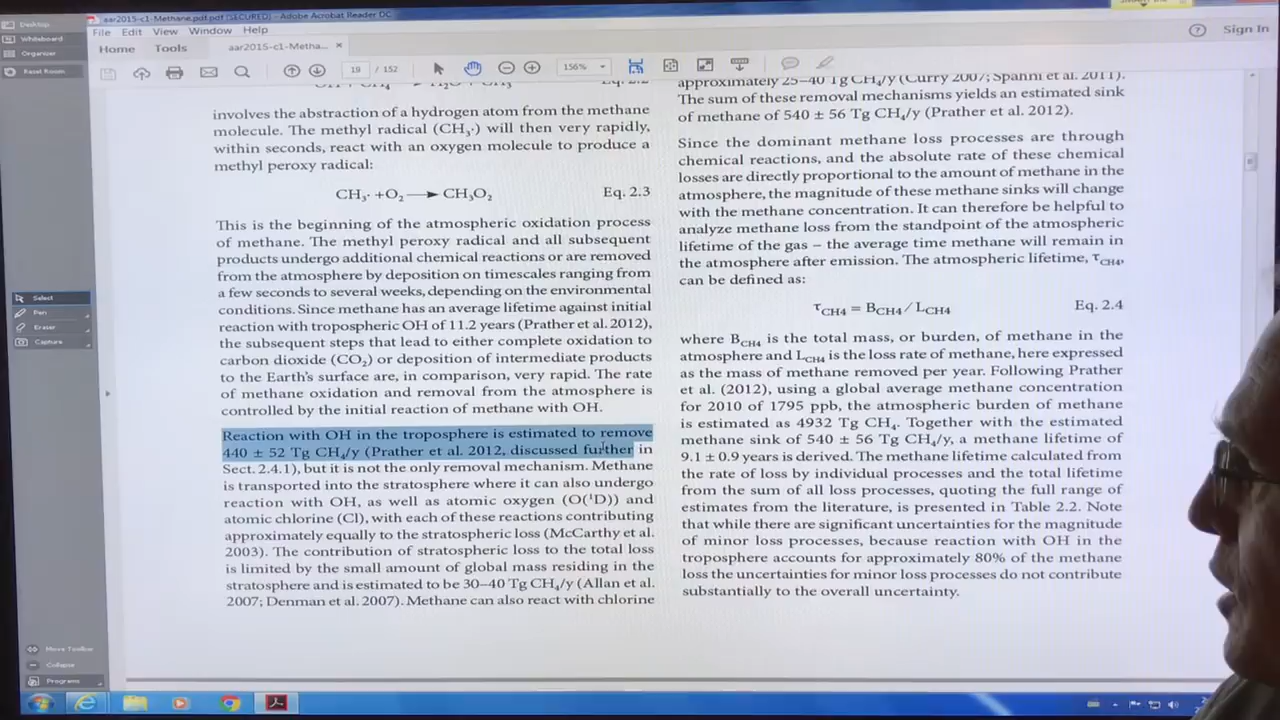 aar2015-c1-Methane.pdf.pdf (SECURED) - Adobe Acrobat Reader DC
File Edit View Window Help
Home Tools aar2015-c1-Metha... ×
Sign In
19 / 152
156%
Desktop
Whiteboard
Organizer
Reset Room
Select
Pen
Eraser
Capture
Move Toolbar
Collapse
Programs
involves the abstraction of a hydrogen atom from the methane
molecule. The methyl radical (CH₃·) will then very rapidly,
within seconds, react with an oxygen molecule to produce a
methyl peroxy radical:
CH₃· +O₂ → CH₃O₂ Eq. 2.3
This is the beginning of the atmospheric oxidation process
of methane. The methyl peroxy radical and all subsequent
products undergo additional chemical reactions or are removed
from the atmosphere by deposition on timescales ranging from
a few seconds to several weeks, depending on the environmental
conditions. Since methane has an average lifetime against initial
reaction with tropospheric OH of 11.2 years (Prather et al. 2012),
the subsequent steps that lead to either complete oxidation to
carbon dioxide (CO₂) or deposition of intermediate products
to the Earth's surface are, in comparison, very rapid. The rate
of methane oxidation and removal from the atmosphere is
controlled by the initial reaction of methane with OH.
Reaction with OH in the troposphere is estimated to remove
440 ± 52 Tg CH₄/y (Prather et al. 2012, discussed further in
Sect. 2.4.1), but it is not the only removal mechanism. Methane
is transported into the stratosphere where it can also undergo
reaction with OH, as well as atomic oxygen (O(¹D)) and
atomic chlorine (Cl), with each of these reactions contributing
approximately equally to the stratospheric loss (McCarthy et al.
2003). The contribution of stratospheric loss to the total loss
is limited by the small amount of global mass residing in the
stratosphere and is estimated to be 30–40 Tg CH₄/y (Allan et al.
2007; Denman et al. 2007). Methane can also react with chlorine
approximately 25–40 Tg CH₄/y (Curry 2007; Spahni et al. 2011).
The sum of these removal mechanisms yields an estimated sink
of methane of 540 ± 56 Tg CH₄/y (Prather et al. 2012).
Since the dominant methane loss processes are through
chemical reactions, and the absolute rate of these chemical
losses are directly proportional to the amount of methane in the
atmosphere, the magnitude of these methane sinks will change
with the methane concentration. It can therefore be helpful to
analyze methane loss from the standpoint of the atmospheric
lifetime of the gas – the average time methane will remain in
the atmosphere after emission. The atmospheric lifetime, τCH4,
can be defined as:
τCH4 = BCH4 / LCH4 Eq. 2.4
where BCH4 is the total mass, or burden, of methane in the
atmosphere and LCH4 is the loss rate of methane, here expressed
as the mass of methane removed per year. Following Prather
et al. (2012), using a global average methane concentration
for 2010 of 1795 ppb, the atmospheric burden of methane
is estimated as 4932 Tg CH₄. Together with the estimated
methane sink of 540 ± 56 Tg CH₄/y, a methane lifetime of
9.1 ± 0.9 years is derived. The methane lifetime calculated from
the rate of loss by individual processes and the total lifetime
from the sum of all loss processes, quoting the full range of
estimates from the literature, is presented in Table 2.2. Note
that while there are significant uncertainties for the magnitude
of minor loss processes, because reaction with OH in the
troposphere accounts for approximately 80% of the methane
loss the uncertainties for minor loss processes do not contribute
substantially to the overall uncertainty.